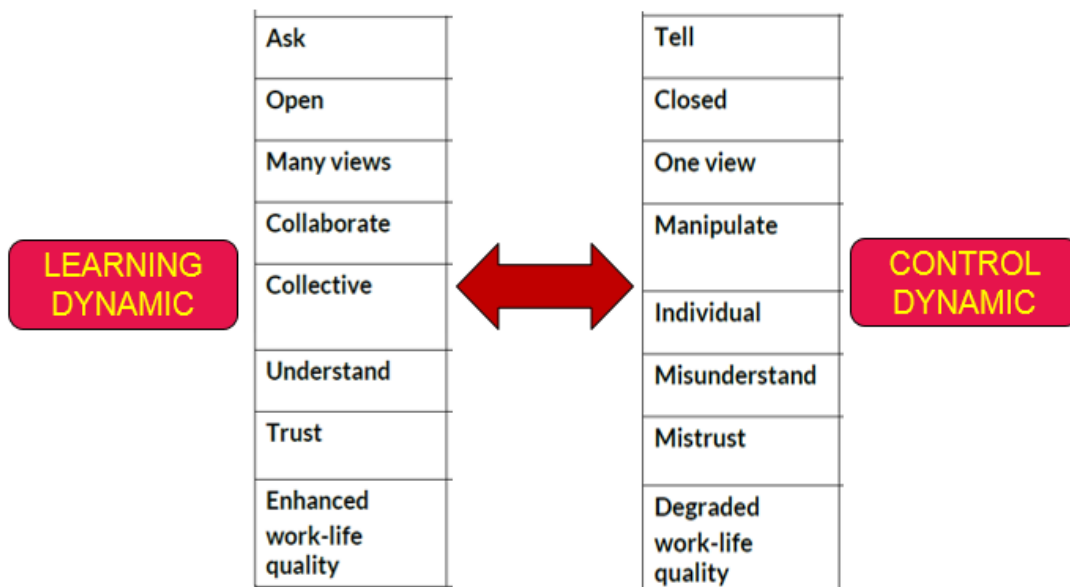 LEARNING
DYNAMIC
Ask
Open
Many views
Collaborate
Collective
Understand
Trust
Enhanced
work-life
quality
Tell
Closed
One view
Manipulate
Individual
Misunderstand
Mistrust
Degraded
work-life
quality
CONTROL
DYNAMIC